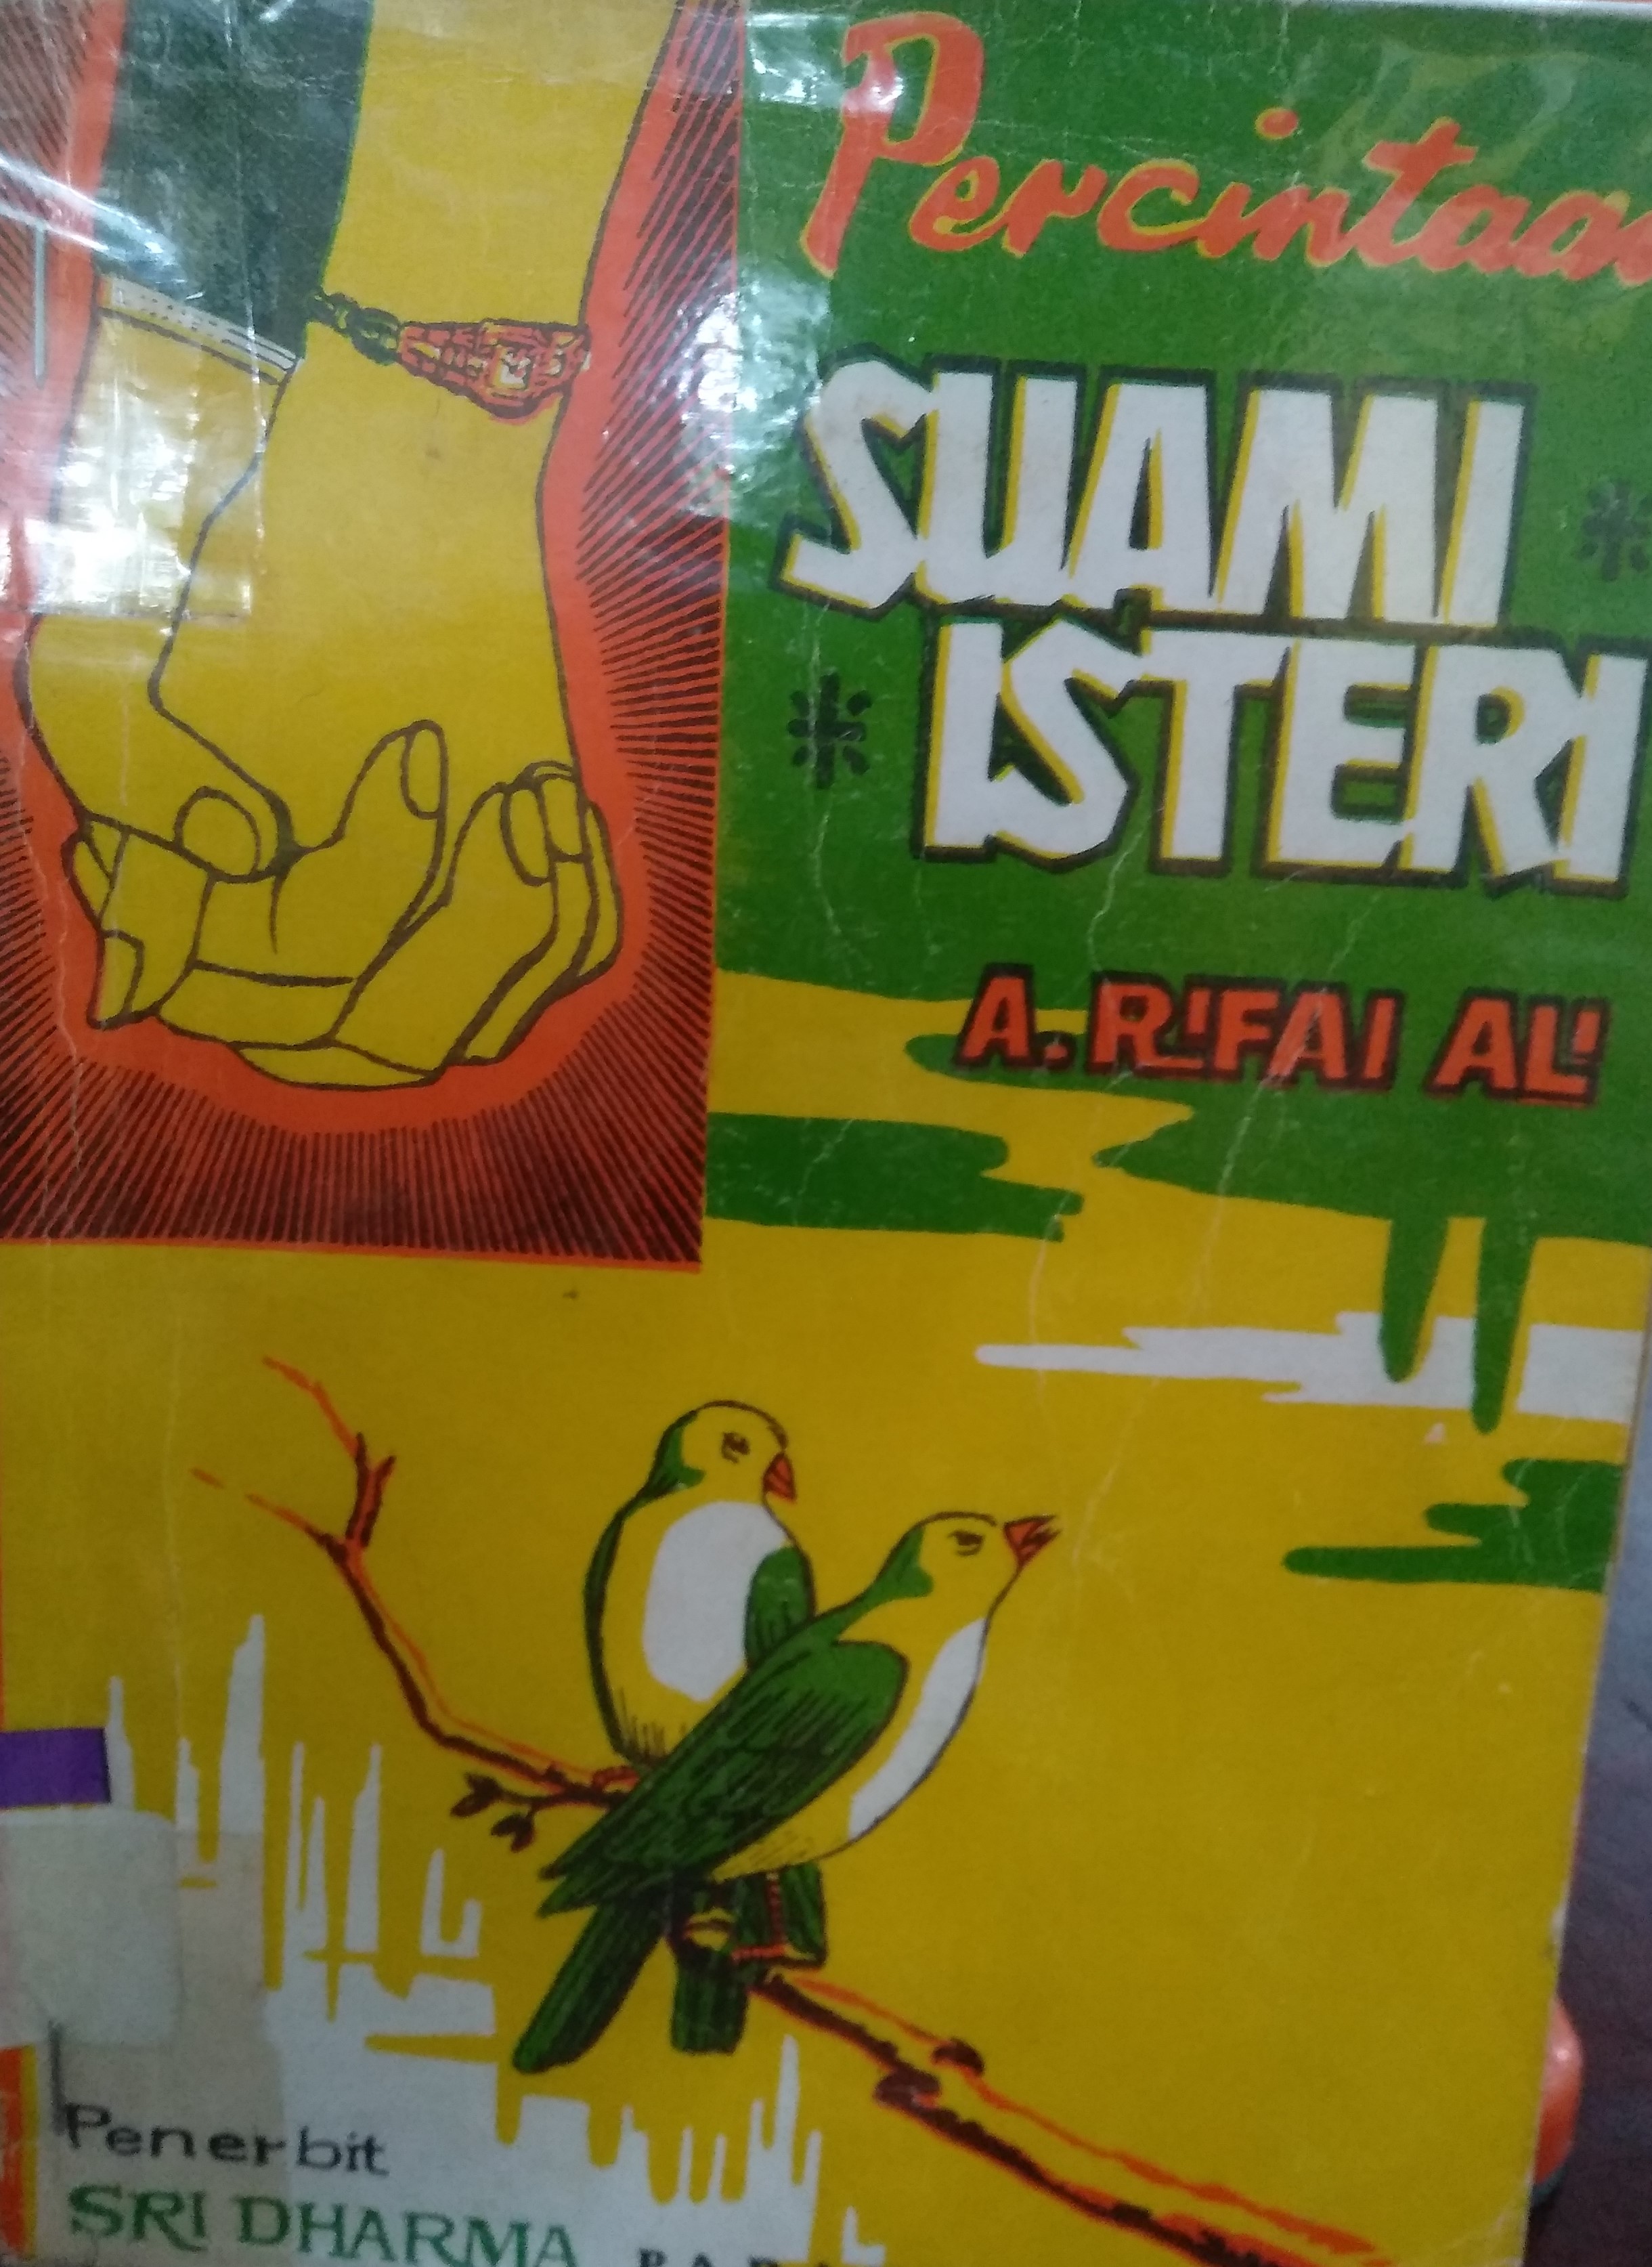 Percintaan
SUAMI
ISTERI
A. RIFAI ALI
Penerbit
SRI DHARMA